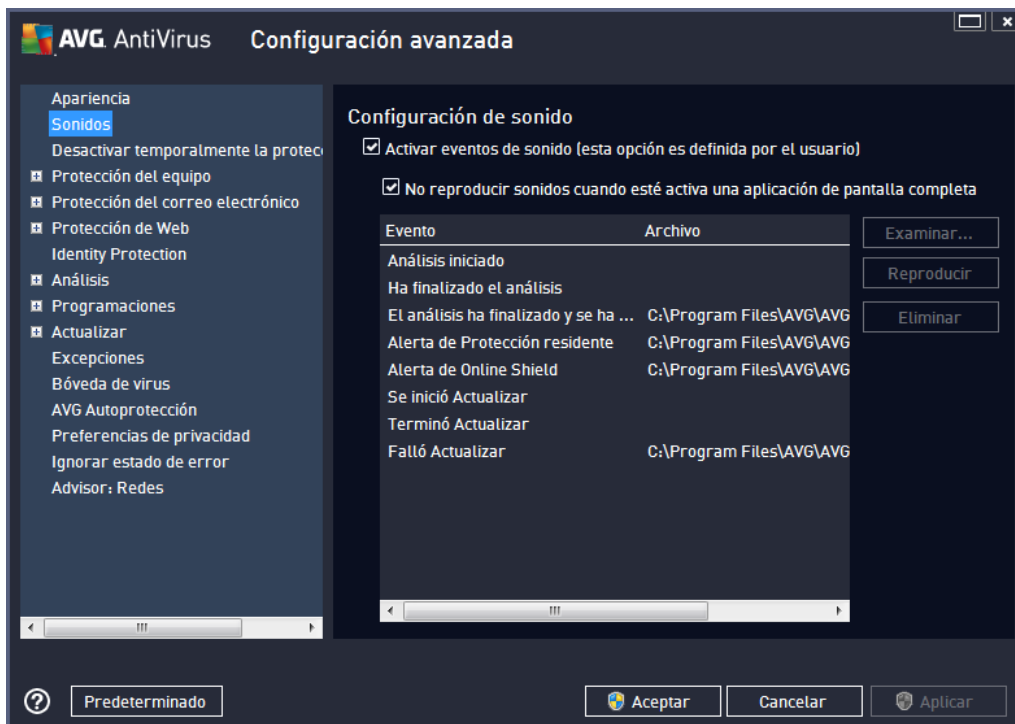 AVG. AntiVirus Configuración avanzada
Apariencia
Sonidos
Desactivar temporalmente la
Protección del equipo
Protección del correo electrónico
Protección de Web
Identity Protection
Análisis
Programaciones
Actualizar
Excepciones
Bóveda de virus
AVG Autoprotección
Preferencias de privacidad
Ignorar estado de error
Advisor: Redes
Configuración de sonido
Activar eventos de sonido (esta opción es definida por el usuario)
No reproducir sonidos cuando esté activa una aplicación de pantalla completa
Evento Archivo
Análisis iniciado
Ha finalizado el análisis
El análisis ha finalizado y se ha ... C:\Program Files\AVG\AVG
Alerta de Protección residente C:\Program Files\AVG\AVG
Alerta de Online Shield C:\Program Files\AVG\AVG
Se inició Actualizar
Terminó Actualizar
Falló Actualizar C:\Program Files\AVG\AVG
Examinar...
Reproducir
Eliminar
? Predeterminado Aceptar Cancelar Aplicar